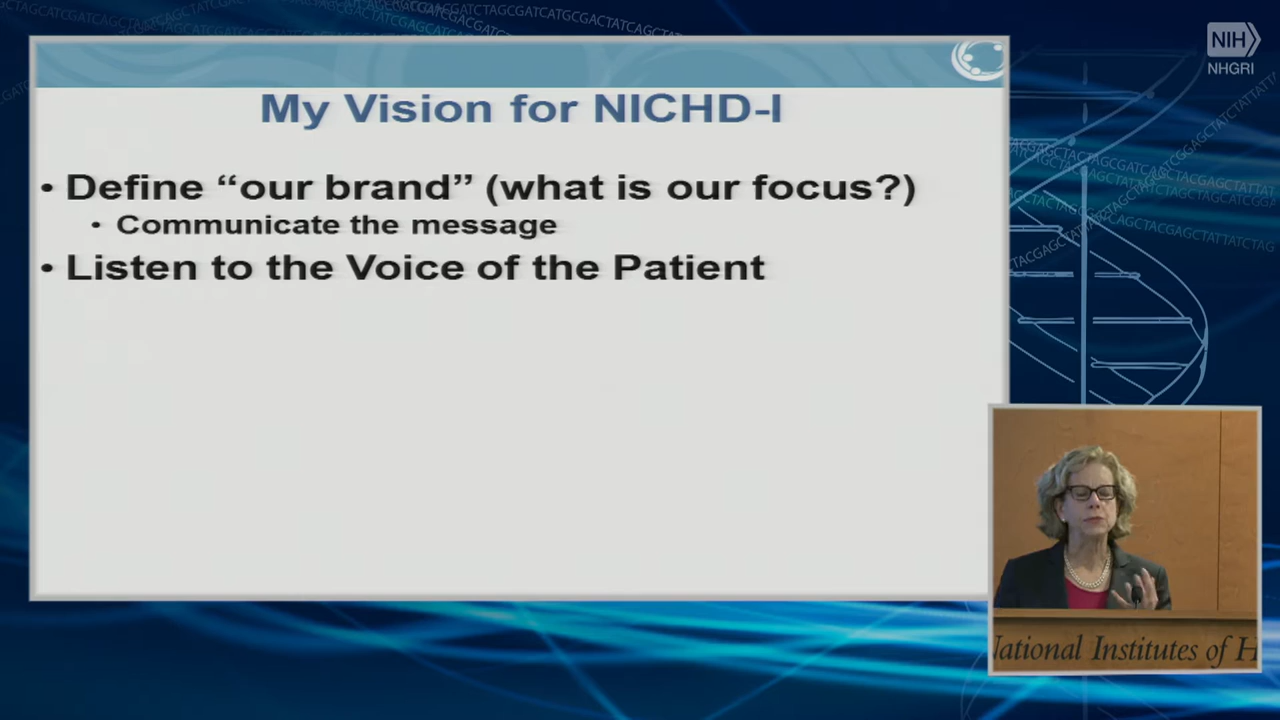 NIH
NHGRI
My Vision for NICHD-I
• Define “our brand” (what is our focus?)
• Communicate the message
• Listen to the Voice of the Patient
National Institutes of H